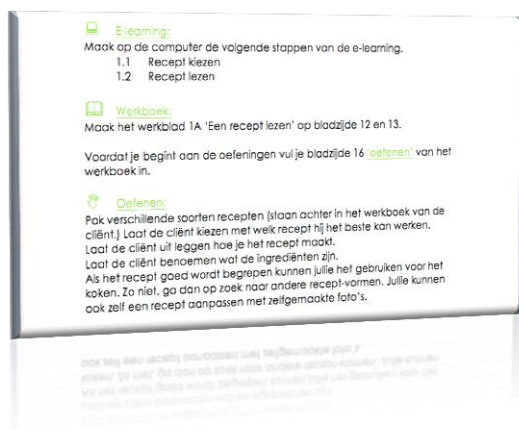 E-learning:
Maak op de computer de volgende stappen van de e-learning.
1.1 Recept kiezen
1.2 Recept lezen
Werkboek:
Maak het werkblad 1A 'Een recept lezen' op bladzijde 12 en 13.
Voordat je begint aan de oefeningen vul je bladzijde 16 'oefenen' van het
werkboek in.
Oefenen:
Pak verschillende soorten recepten (staan achter in het werkboek van de
cliënt.) Laat de cliënt kiezen met welk recept hij het beste kan werken.
Laat de cliënt uit leggen hoe je het recept maakt.
Laat de cliënt benoemen wat de ingrediënten zijn.
Als het recept goed wordt begrepen kunnen jullie het gebruiken voor het
koken. Zo niet, ga dan op zoek naar andere recept-vormen. Jullie kunnen
ook zelf een recept aanpassen met zelfgemaakte foto's.